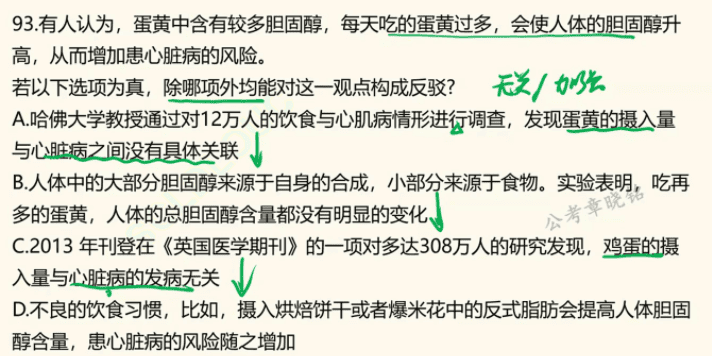 93.有人认为，蛋黄中含有较多胆固醇，每天吃的蛋黄过多，会使人体的胆固醇升
高，从而增加患心脏病的风险。
若以下选项为真，除哪项外均能对这一观点构成反驳？ 无关/加强
A.哈佛大学教授通过对12万人的饮食与心肌病情形进行调查，发现蛋黄的摄入量
与心脏病之间没有具体关联
B.人体中的大部分胆固醇来源于自身的合成，小部分来源于食物。实验表明，吃再
多的蛋黄，人体的总胆固醇含量都没有明显的变化
公考章晓铭
C.2013 年刊登在《英国医学期刊》的一项对多达308万人的研究发现，鸡蛋的摄
入量与心脏病的发病无关
D.不良的饮食习惯，比如，摄入烘焙饼干或者爆米花中的反式脂肪会提高人体胆固
醇含量，患心脏病的风险随之增加